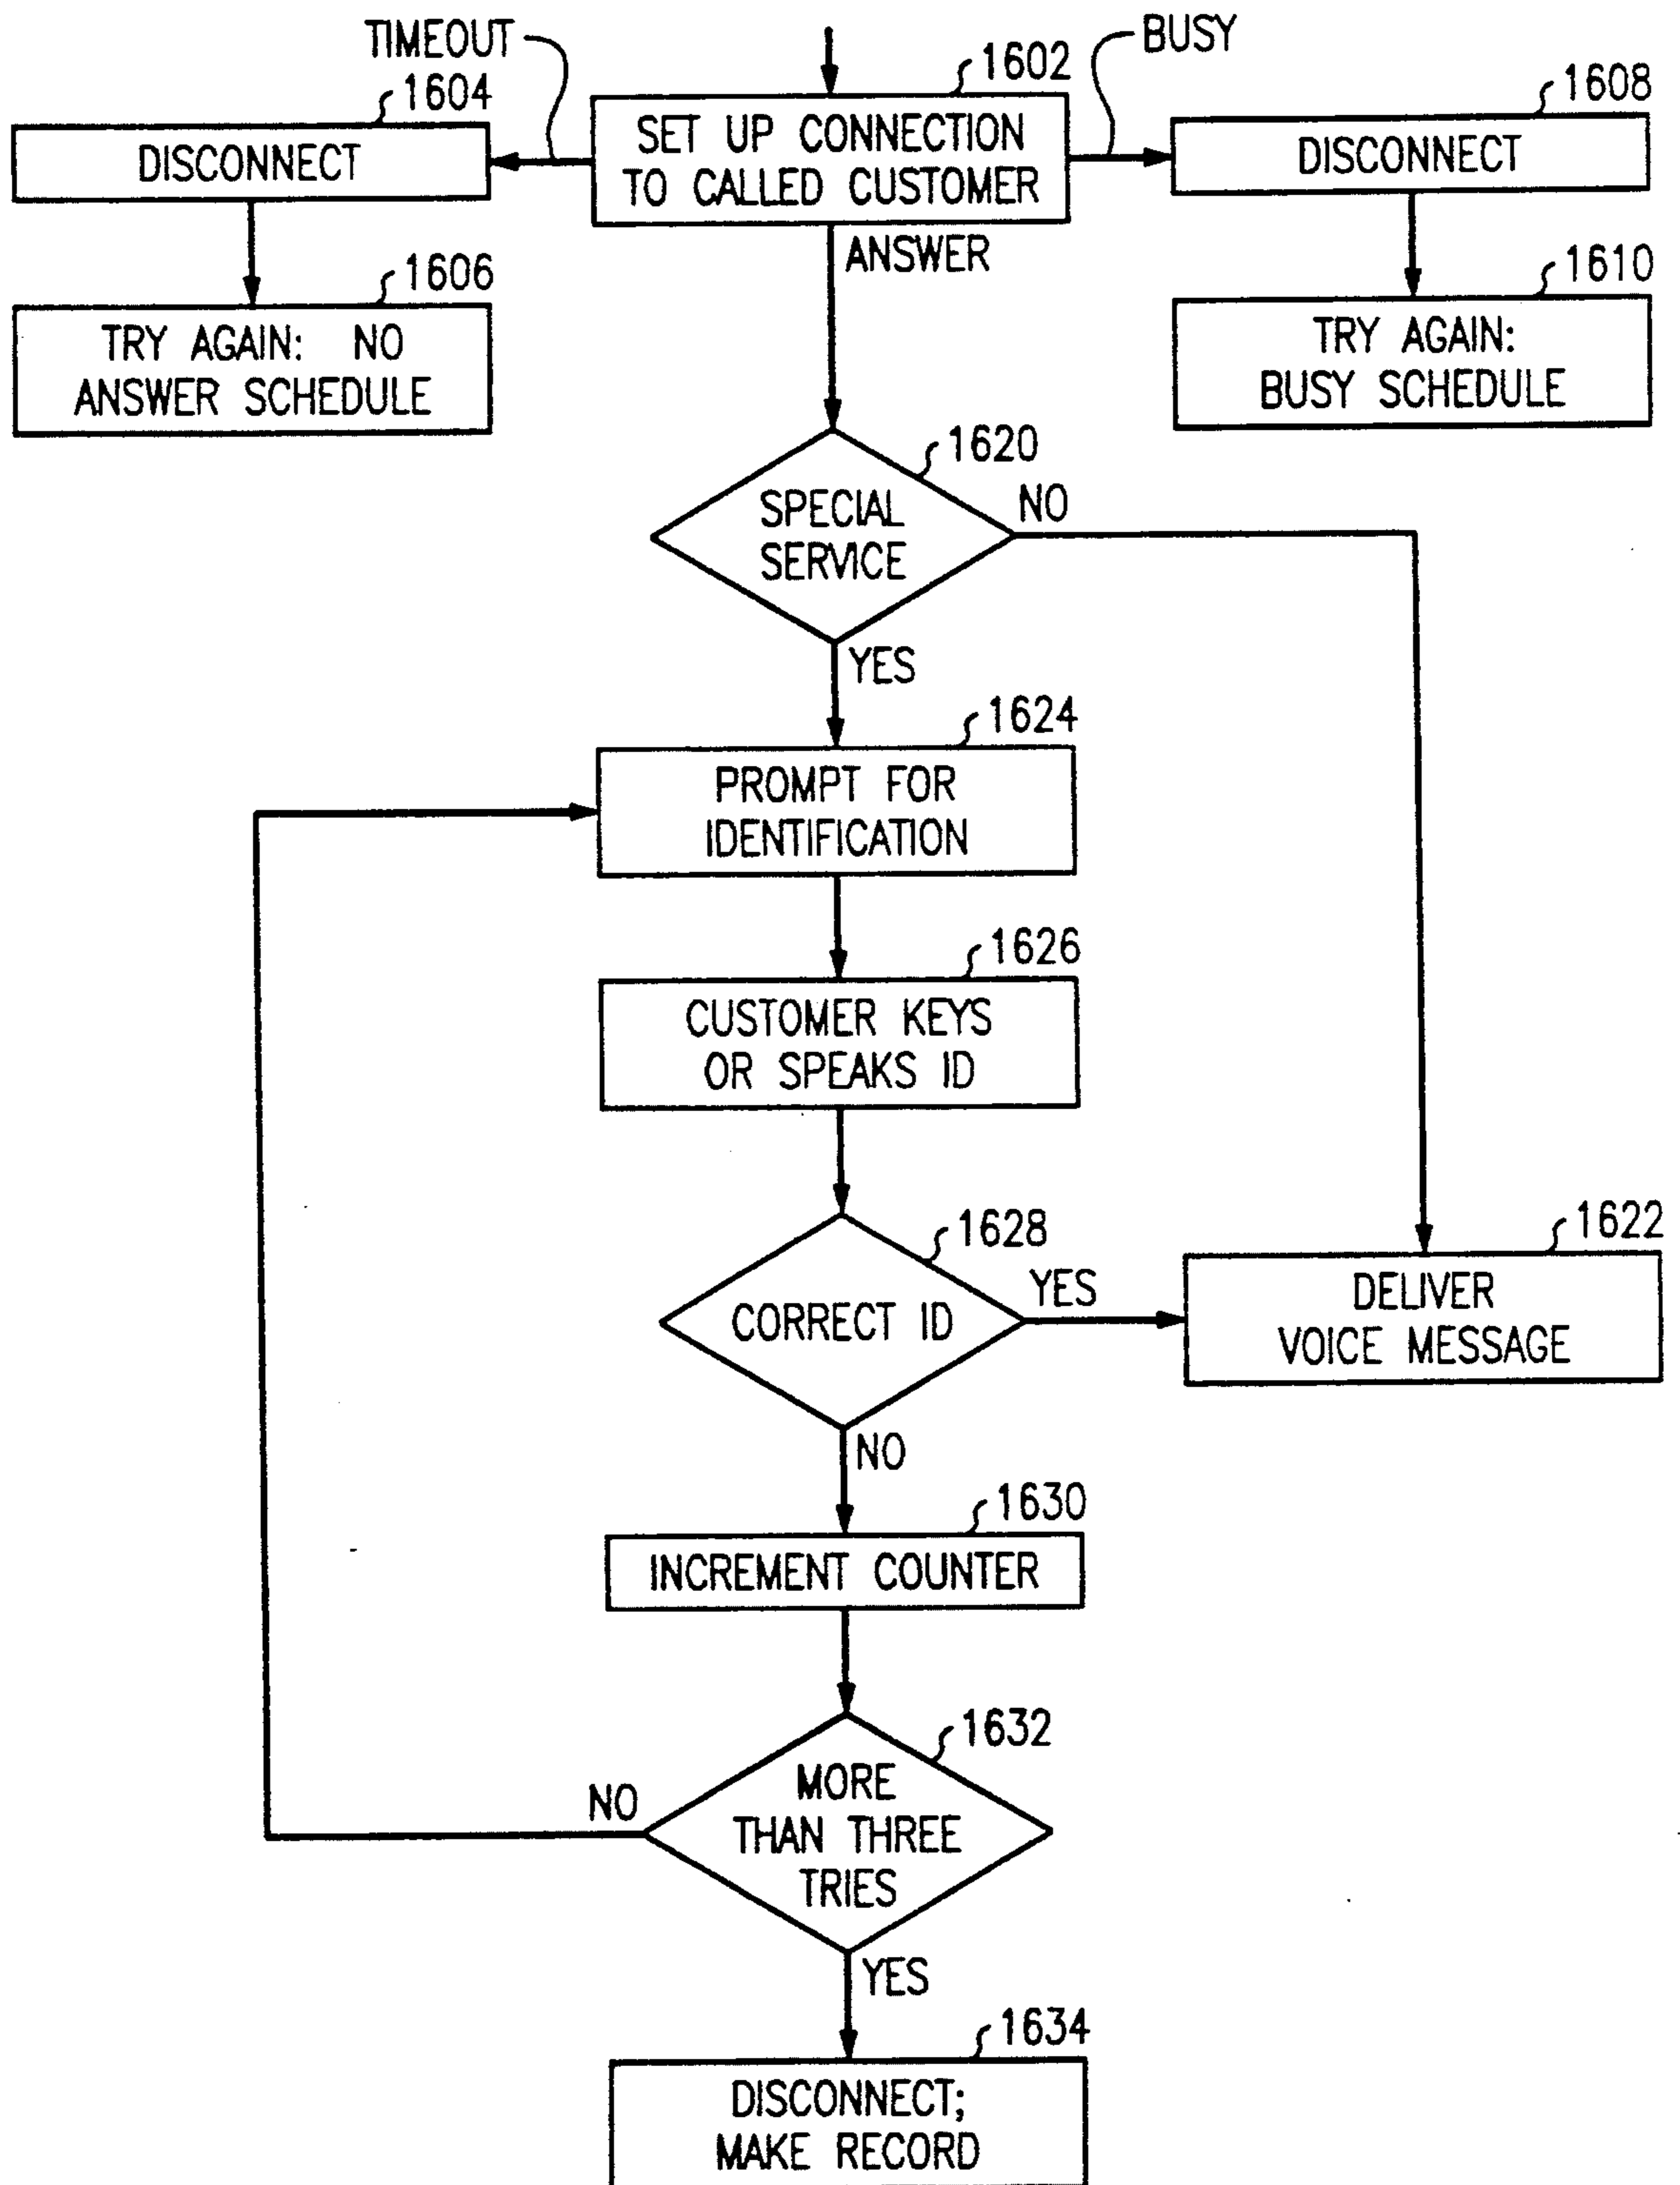 TIMEOUT
BUSY
1602
1604
1608
SET UP CONNECTION
TO CALLED CUSTOMER
DISCONNECT
DISCONNECT
ANSWER
1606
1610
TRY AGAIN: NO
ANSWER SCHEDULE
TRY AGAIN:
BUSY SCHEDULE
1620
SPECIAL
SERVICE
NO
YES
1624
PROMPT FOR
IDENTIFICATION
1626
CUSTOMER KEYS
OR SPEAKS ID
1628
CORRECT ID
YES
1622
DELIVER
VOICE MESSAGE
NO
1630
INCREMENT COUNTER
1632
MORE
THAN THREE
TRIES
NO
YES
1634
DISCONNECT;
MAKE RECORD